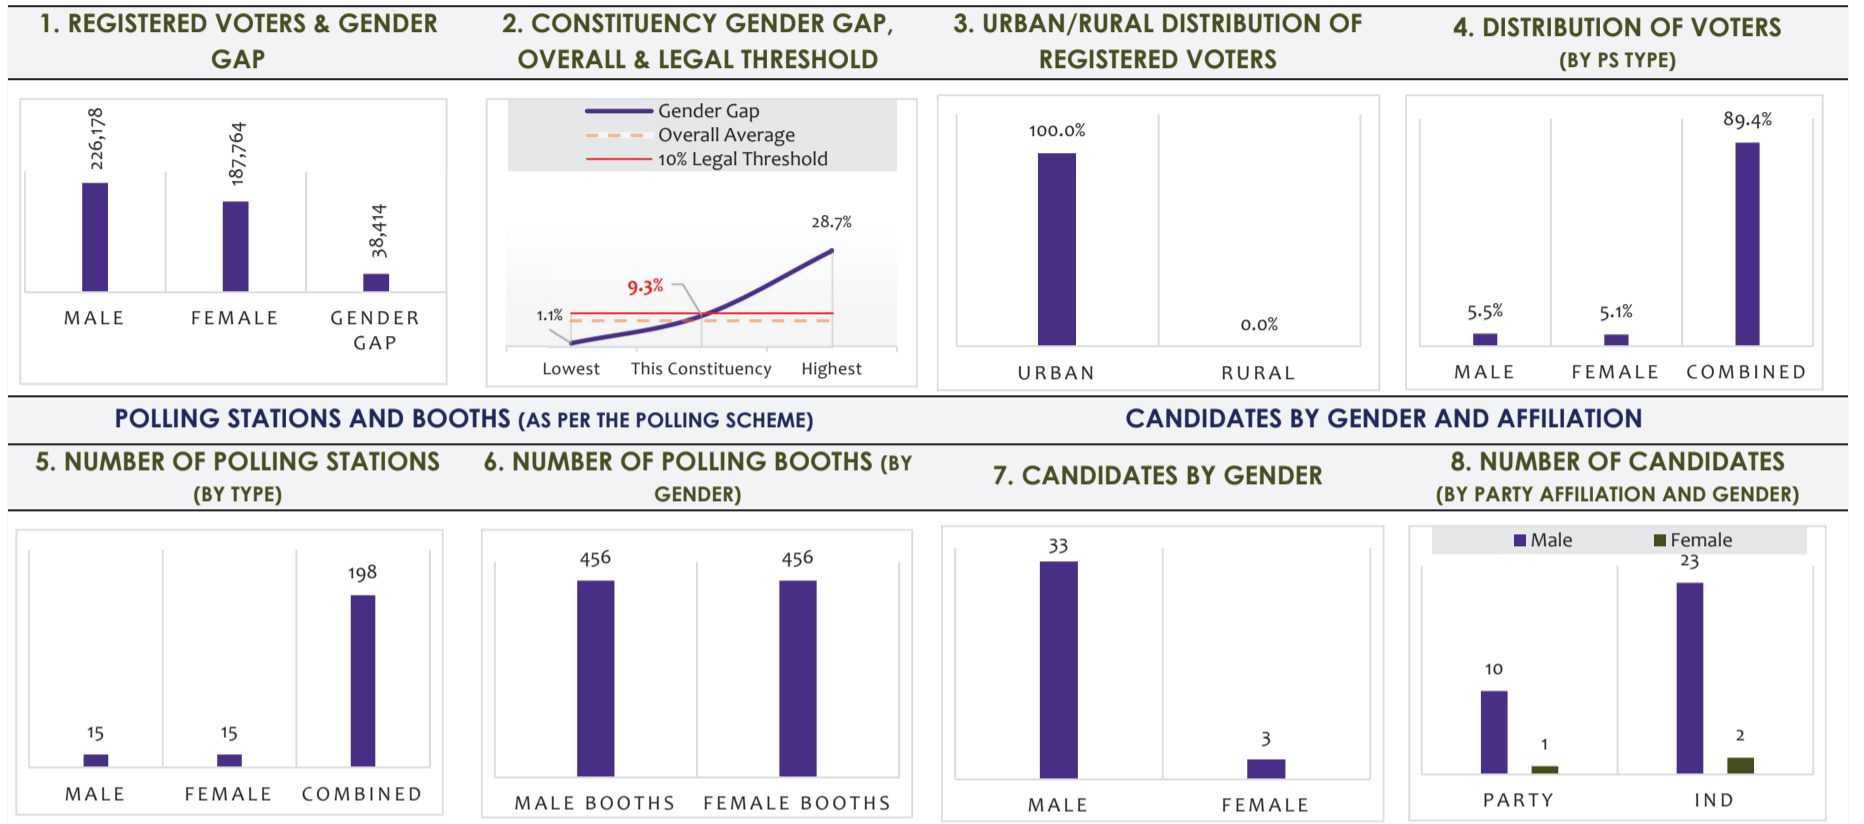 1. REGISTERED VOTERS & GENDER
GAP
226,178
187,764
38,414
MALE
FEMALE
GENDER
GAP
2. CONSTITUENCY GENDER GAP,
OVERALL & LEGAL THRESHOLD
Gender Gap
Overall Average
10% Legal Threshold
28.7%
9.3%
1.1%
Lowest
This Constituency
Highest
3. URBAN/RURAL DISTRIBUTION OF
REGISTERED VOTERS
100.0%
0.0%
URBAN
RURAL
4. DISTRIBUTION OF VOTERS
(BY PS TYPE)
89.4%
5.5%
5.1%
MALE
FEMALE
COMBINED
POLLING STATIONS AND BOOTHS (AS PER THE POLLING SCHEME)
CANDIDATES BY GENDER AND AFFILIATION
5. NUMBER OF POLLING STATIONS
(BY TYPE)
198
15
15
MALE
FEMALE
COMBINED
6. NUMBER OF POLLING BOOTHS (BY
GENDER)
456
456
MALE BOOTHS
FEMALE BOOTHS
7. CANDIDATES BY GENDER
33
3
MALE
FEMALE
8. NUMBER OF CANDIDATES
(BY PARTY AFFILIATION AND GENDER)
Male
Female
23
10
1
2
PARTY
IND